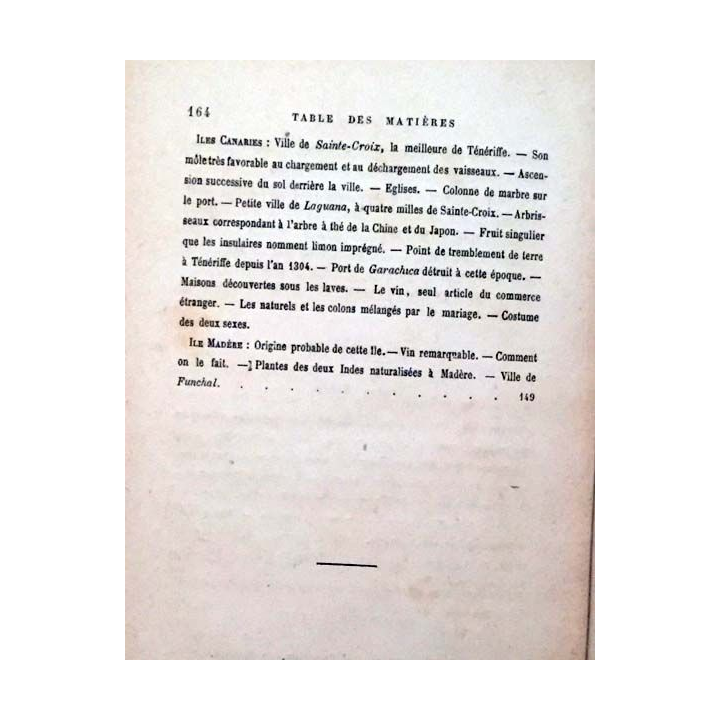 164
TABLE DES MATIÈRES
ILES CANARIES : Ville de Sainte-Croix, la meilleure de Ténériffe. — Son
môle très favorable au chargement et au déchargement des vaisseaux. — Ascen-
sion successive du sol derrière la ville. — Eglises. — Colonne de marbre sur
le port. — Petite ville de Laguana, à quatre milles de Sainte-Croix. — Arbris-
seaux correspondant à l'arbre à thé de la Chine et du Japon. — Fruit singulier
que les insulaires nomment limon imprégné. — Point de tremblement de terre
à Ténériffe depuis l'an 1304. — Port de Garachica détruit à cette époque. —
Maisons découvertes sous les laves. — Le vin, seul article du commerce
étranger. — Les naturels et les colons mélangés par le mariage. — Costume
des deux sexes.
ILE MADÈRE : Origine probable de cette île. — Vin remarquable. — Comment
on le fait. —] Plantes des deux Indes naturalisées à Madère. — Ville de
Funchal. . . . . . . . . . . . 149